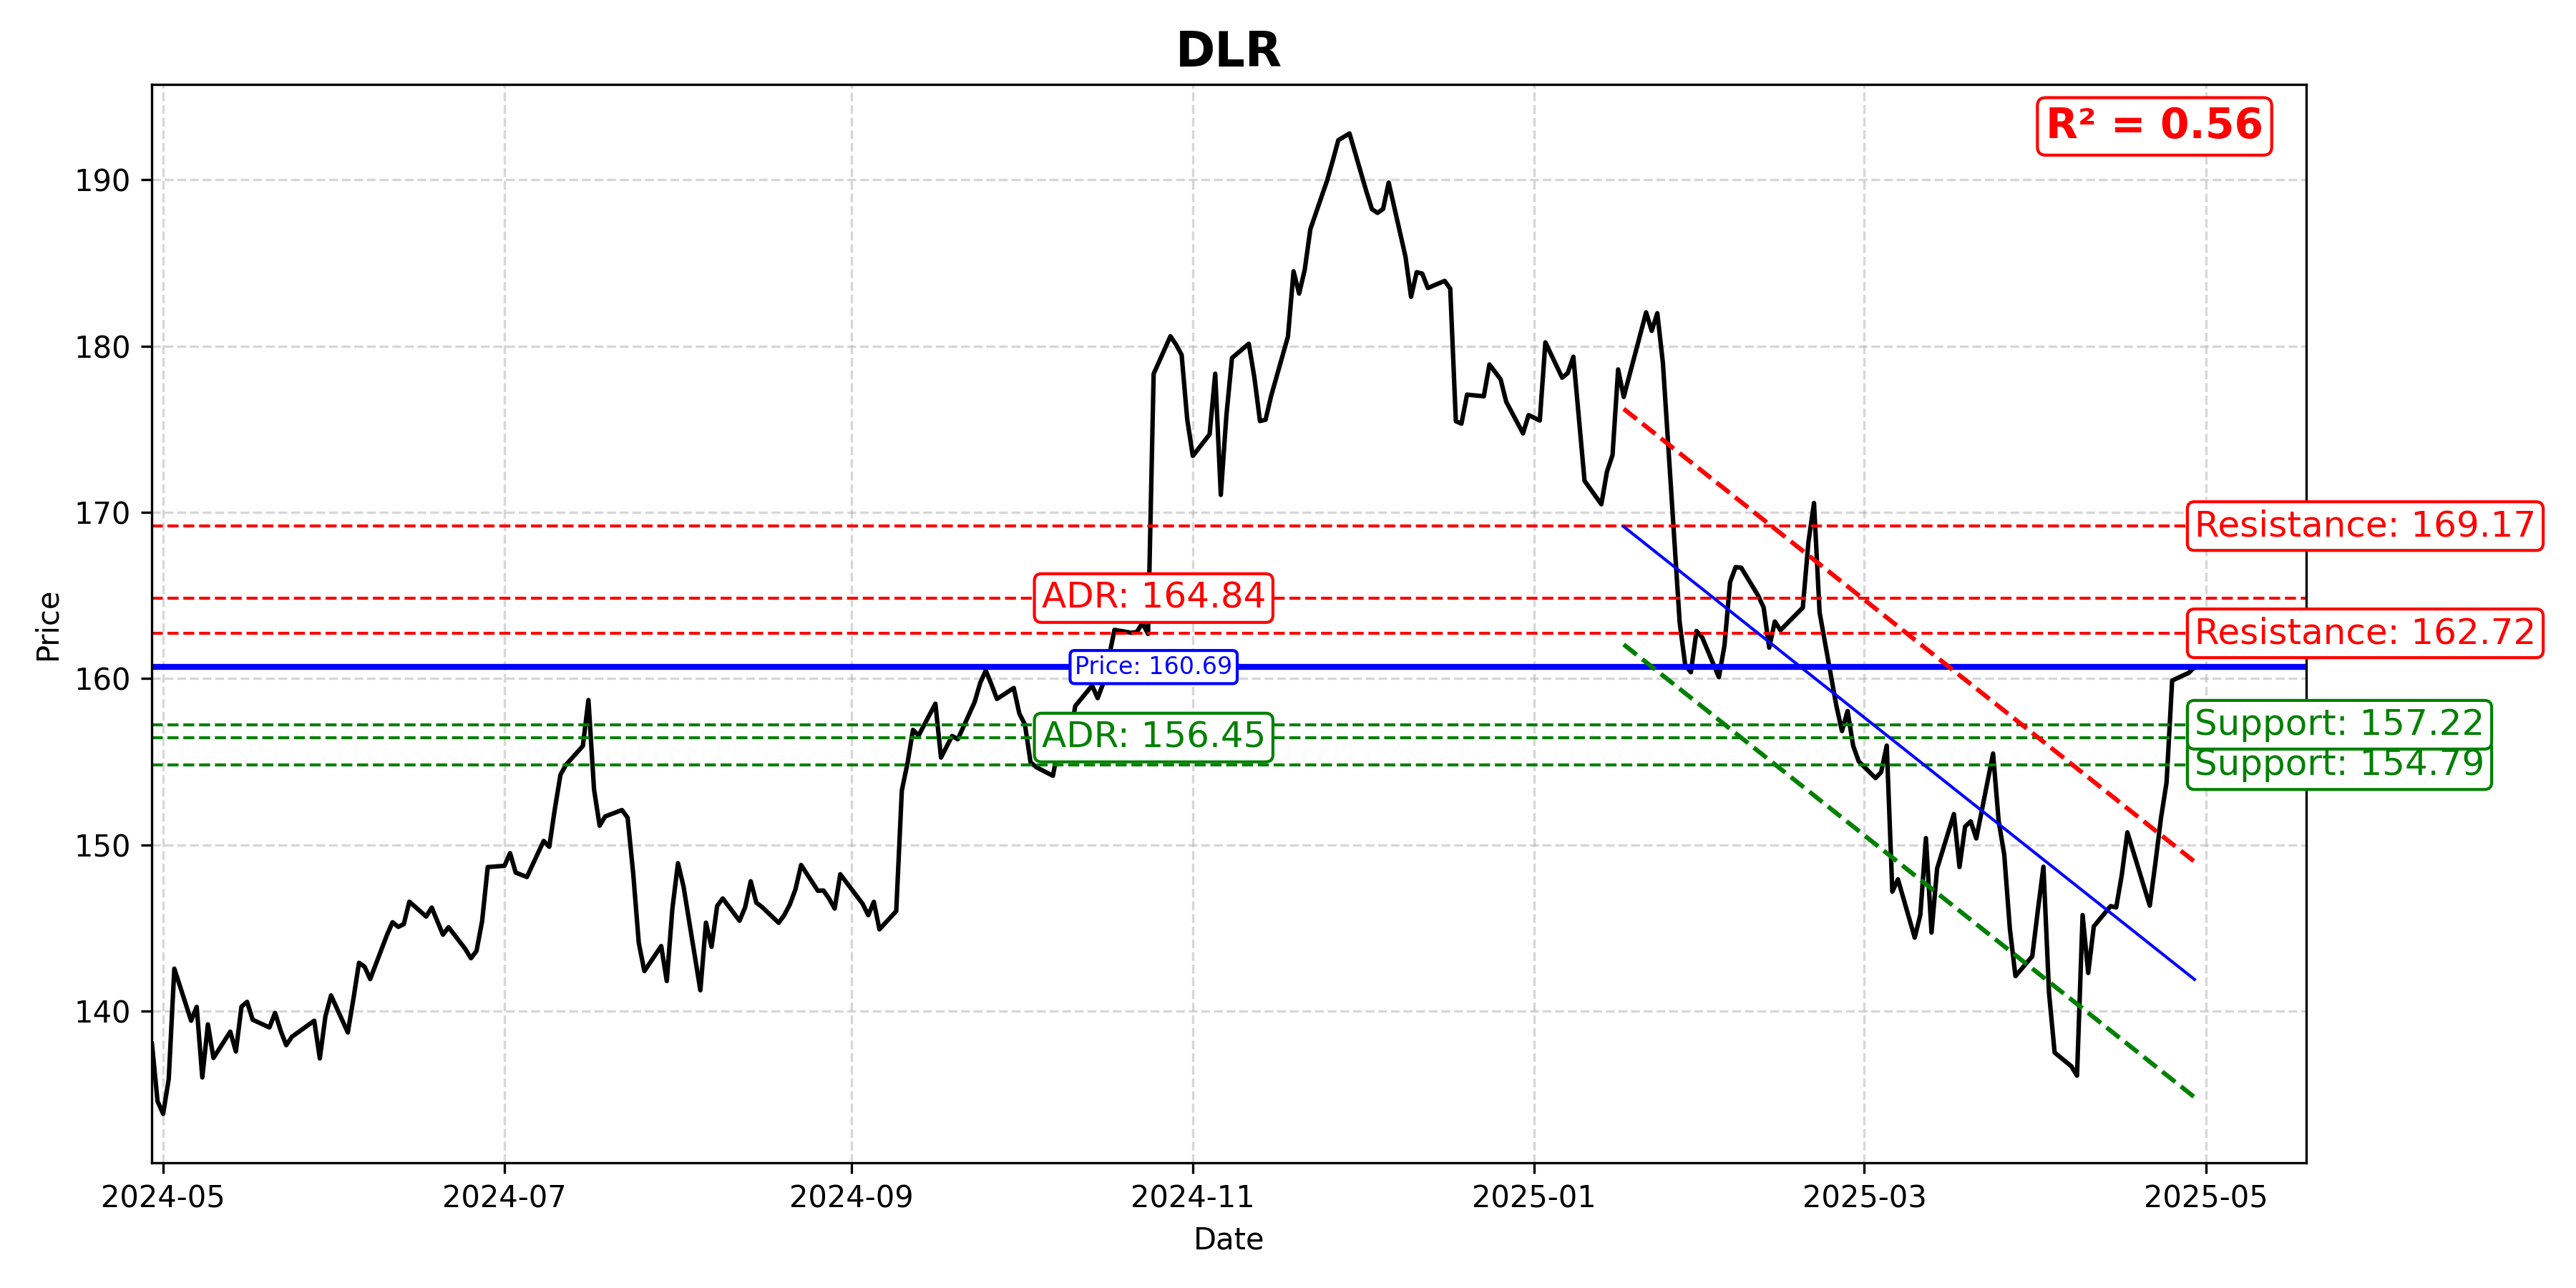 DLR
R² = 0.56
190
180
170
160
150
140
Price
Resistance: 169.17
ADR: 164.84
Resistance: 162.72
Price: 160.69
Support: 157.22
ADR: 156.45
Support: 154.79
2024-05
2024-07
2024-09
2024-11
2025-01
2025-03
2025-05
Date